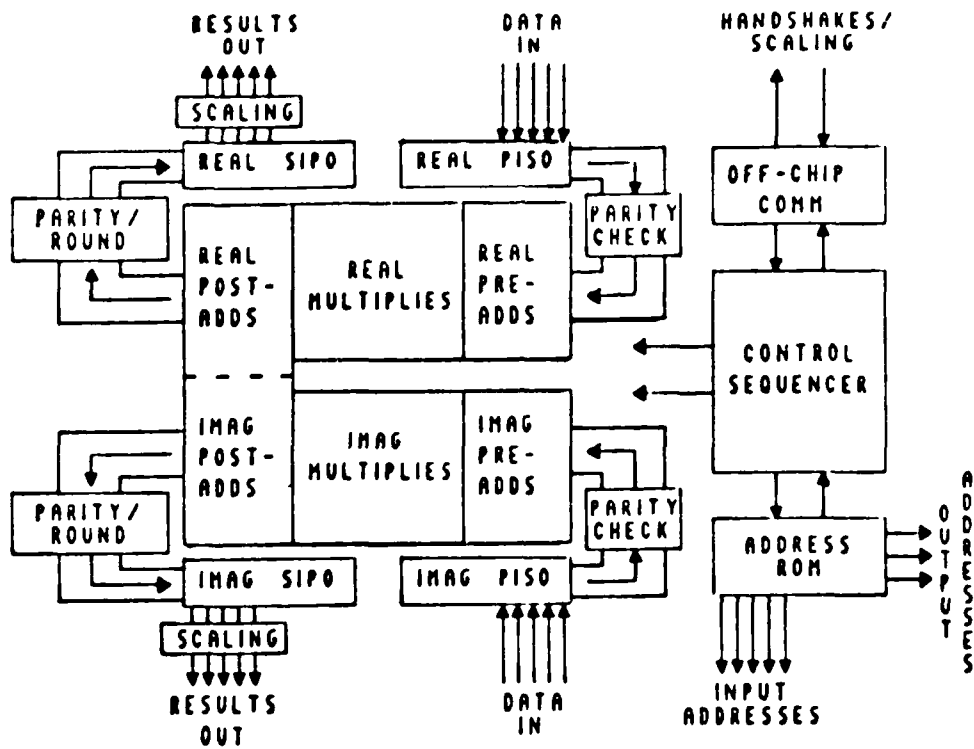 RESULTS
OUT
DATA
IN
HANDSHAKES/
SCALING
SCALING
REAL SIPO
REAL PISO
OFF-CHIP
COMM
PARITY/
ROUND
REAL
POST-
ADDS
REAL
MULTIPLIES
REAL
PRE-
ADDS
PARITY
CHECK
CONTROL
SEQUENCER
IMAG
POST-
ADDS
IMAG
MULTIPLIES
IMAG
PRE-
ADDS
PARITY/
ROUND
PARITY
CHECK
ADDRESS
ROM
OUTPUT
ADDRESSES
IMAG SIPO
IMAG PISO
SCALING
RESULTS
OUT
DATA
IN
INPUT
ADDRESSES